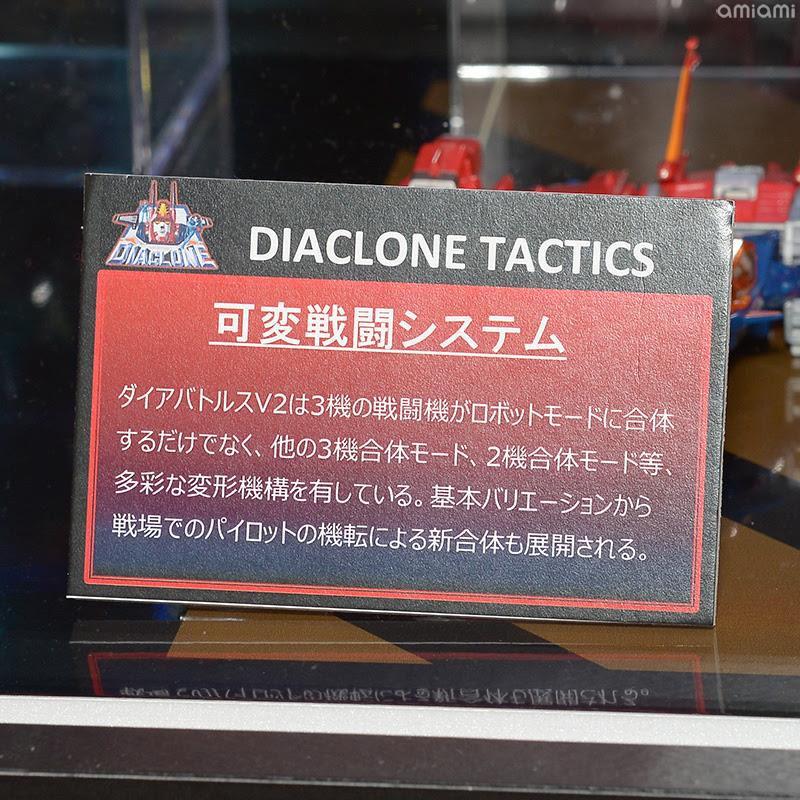 amiami
DIACLONE
DIACLONE TACTICS
可変戦闘システム
ダイアバトルスV2は3機の戦闘機がロボットモードに合体
するだけでなく、他の3機合体モード、2機合体モード等、
多彩な変形機構を有している。基本バリエーションから
戦場でのパイロットの機転による新合体も展開される。